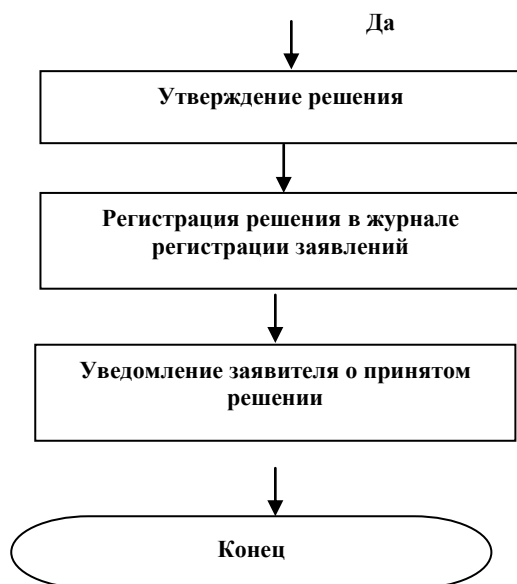 Да
Утверждение решения
Регистрация решения в журнале
регистрации заявлений
Уведомление заявителя о принятом
решении
Конец